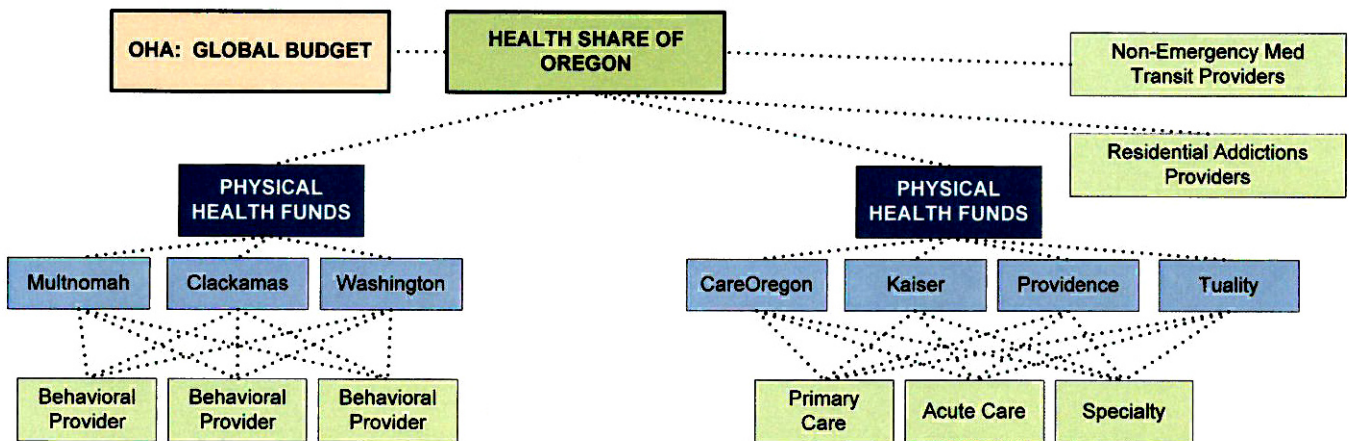 OHA: GLOBAL BUDGET
HEALTH SHARE OF
OREGON
Non-Emergency Med
Transit Providers
Residential Addictions
Providers
PHYSICAL
HEALTH FUNDS
PHYSICAL
HEALTH FUNDS
Multnomah
Clackamas
Washington
CareOregon
Kaiser
Providence
Tuality
Behavioral
Provider
Behavioral
Provider
Behavioral
Provider
Primary
Care
Acute Care
Specialty